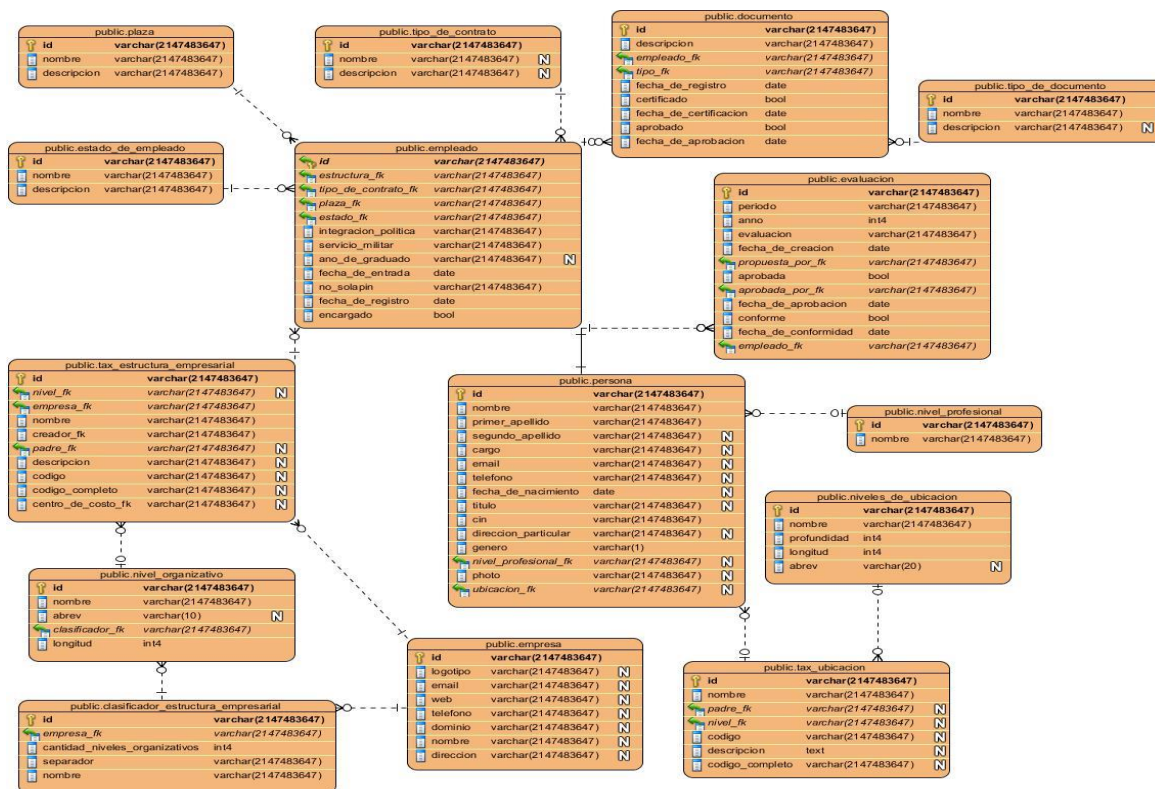 public.plaza
id varchar(2147483647)
nombre varchar(2147483647)
descripcion varchar(2147483647)
public.tipo_de_contrato
id varchar(2147483647)
nombre varchar(2147483647) N
descripcion varchar(2147483647) N
public.documento
id varchar(2147483647)
descripcion varchar(2147483647)
empleado_fk varchar(2147483647)
tipo_fk varchar(2147483647)
fecha_de_registro date
certificado bool
fecha_de_certificacion date
aprobado bool
fecha_de_aprobacion date
public.tipo_de_documento
id varchar(2147483647)
nombre varchar(2147483647)
descripcion varchar(2147483647) N
public.estado_de_empleado
id varchar(2147483647)
nombre varchar(2147483647)
descripcion varchar(2147483647)
public.empleado
id varchar(2147483647)
estructura_fk varchar(2147483647)
tipo_de_contrato_fk varchar(2147483647)
plaza_fk varchar(2147483647)
estado_fk varchar(2147483647)
integracion_politica varchar(2147483647)
servicio_militar varchar(2147483647)
ano_de_graduado varchar(2147483647) N
fecha_de_entrada date
no_solapin varchar(2147483647)
fecha_de_registro date
encargado bool
public.evaluacion
id varchar(2147483647)
periodo varchar(2147483647)
anno int4
evaluacion varchar(2147483647)
fecha_de_creacion date
propuesta_por_fk varchar(2147483647)
aprobada bool
aprobada_por_fk varchar(2147483647)
fecha_de_aprobacion date
conforme bool
fecha_de_conformidad date
empleado_fk varchar(2147483647)
public.tax_estructura_empresarial
id varchar(2147483647)
nivel_fk varchar(2147483647) N
empresa_fk varchar(2147483647)
nombre varchar(2147483647)
creador_fk varchar(2147483647)
padre_fk varchar(2147483647) N
descripcion varchar(2147483647) N
codigo varchar(2147483647) N
codigo_completo varchar(2147483647) N
centro_de_costo_fk varchar(2147483647) N
public.persona
id varchar(2147483647)
nombre varchar(2147483647)
primer_apellido varchar(2147483647)
segundo_apellido varchar(2147483647) N
cargo varchar(2147483647) N
email varchar(2147483647) N
telefono varchar(2147483647) N
fecha_de_nacimiento date N
titulo varchar(2147483647) N
cin varchar(2147483647)
direccion_particular varchar(2147483647) N
genero varchar(1)
nivel_profesional_fk varchar(2147483647) N
photo varchar(2147483647) N
ubicacion_fk varchar(2147483647) N
public.nivel_profesional
id varchar(2147483647)
nombre varchar(2147483647)
public.niveles_de_ubicacion
id varchar(2147483647)
nombre varchar(2147483647)
profundidad int4
longitud int4
abrev varchar(20) N
public.nivel_organizativo
id varchar(2147483647)
nombre varchar(2147483647)
abrev varchar(10) N
clasificador_fk varchar(2147483647)
longitud int4
public.empresa
id varchar(2147483647)
logotipo varchar(2147483647) N
email varchar(2147483647) N
web varchar(2147483647) N
telefono varchar(2147483647) N
dominio varchar(2147483647) N
nombre varchar(2147483647) N
direccion varchar(2147483647) N
public.tax_ubicacion
id varchar(2147483647)
nombre varchar(2147483647)
padre_fk varchar(2147483647) N
nivel_fk varchar(2147483647) N
codigo varchar(2147483647) N
descripcion text N
codigo_completo varchar(2147483647) N
public.clasificador_estructura_empresarial
id varchar(2147483647)
empresa_fk varchar(2147483647)
cantidad_niveles_organizativos int4
separador varchar(2147483647)
nombre varchar(2147483647)